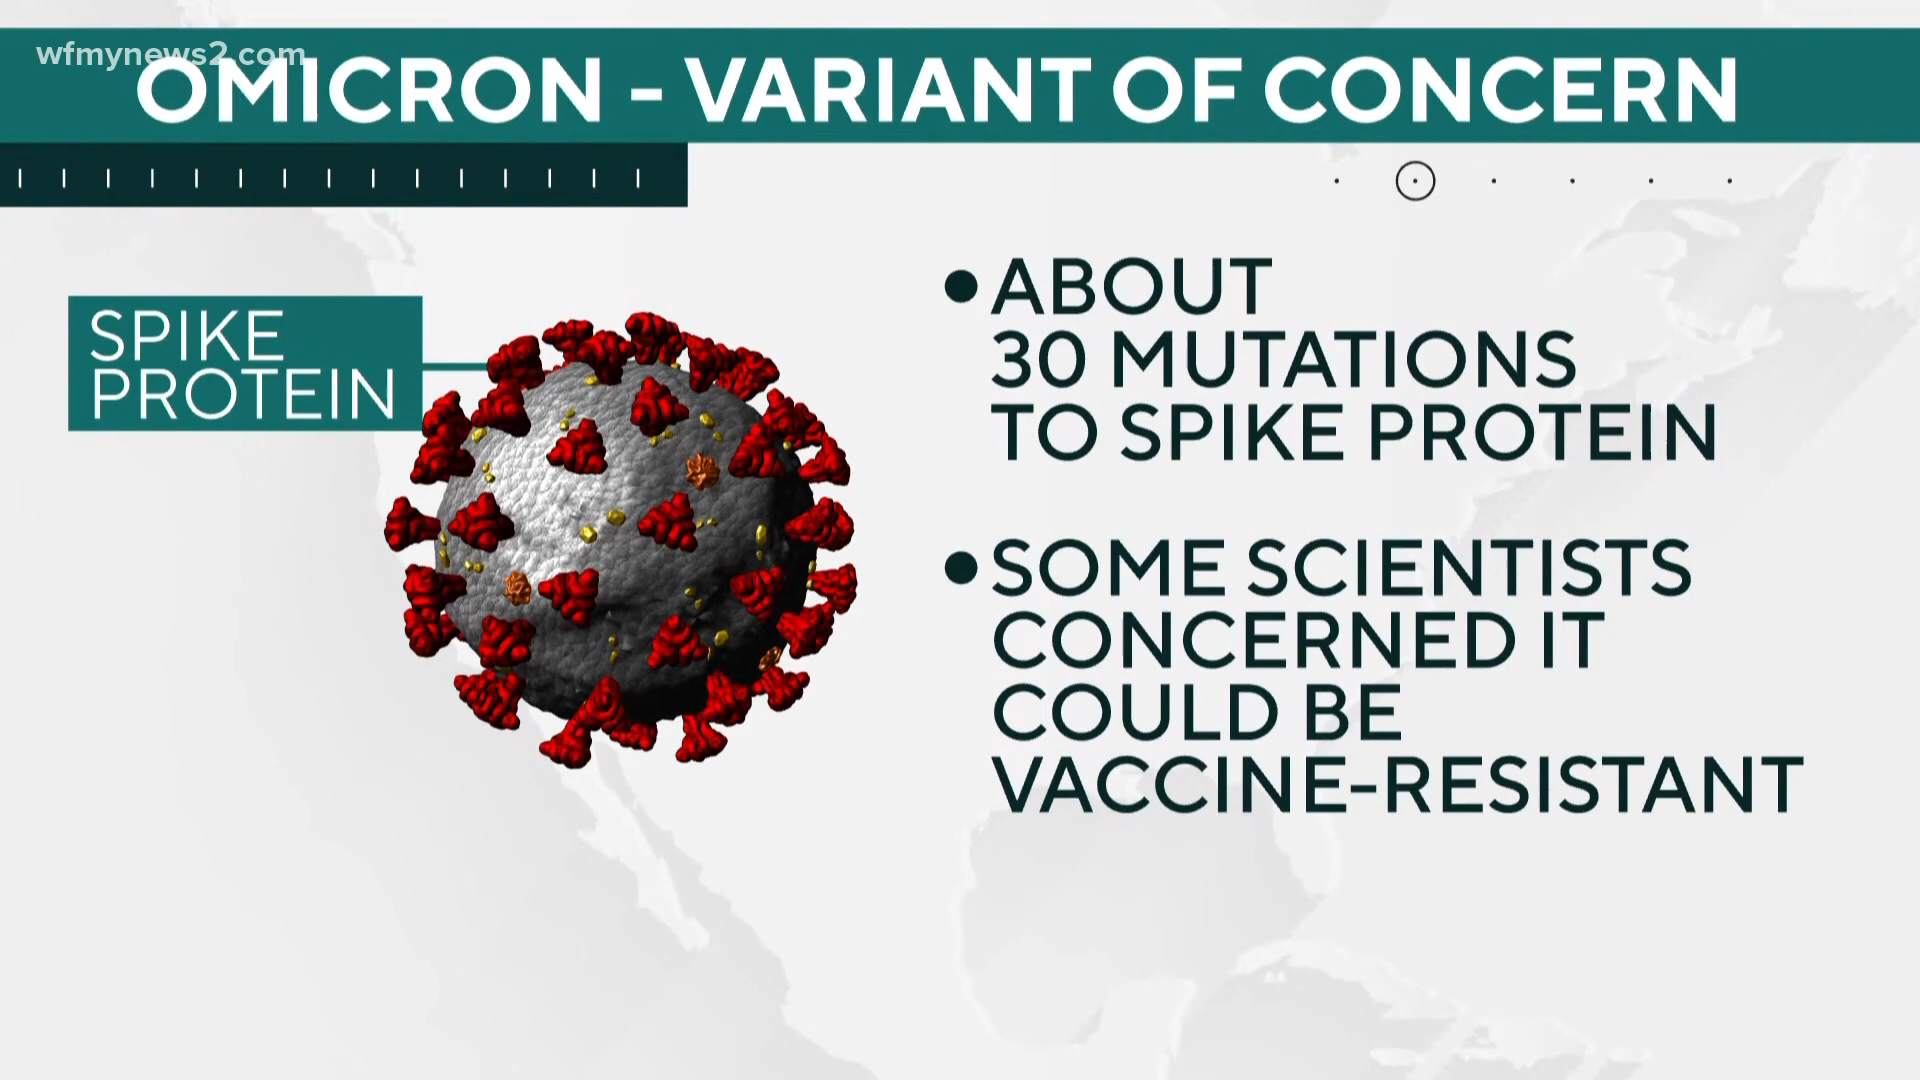 wfmynews2.com
OMICRON - VARIANT OF CONCERN
SPIKE
PROTEIN
•ABOUT
30 MUTATIONS
TO SPIKE PROTEIN
•SOME SCIENTISTS
CONCERNED IT
COULD BE
VACCINE-RESISTANT